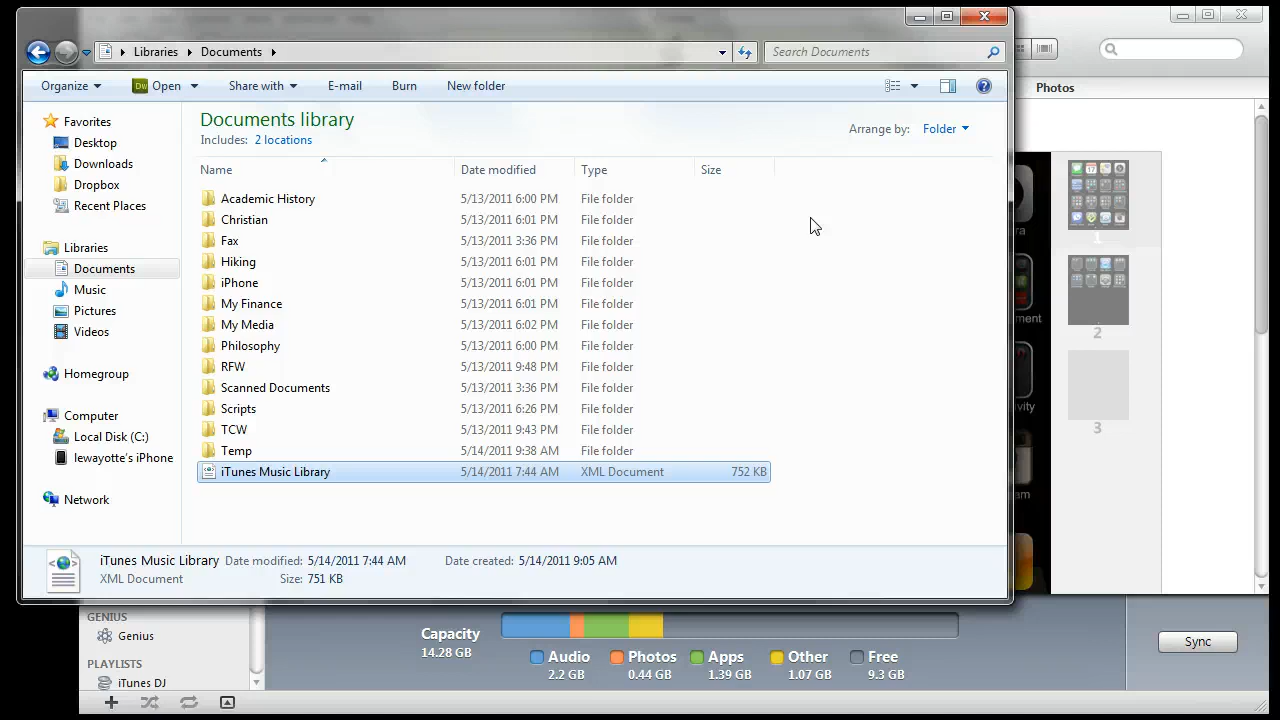 Libraries Documents
Search Documents
Organize Open Share with E-mail Burn New folder
Photos
Documents library
Includes: 2 locations
Arrange by: Folder
Name Date modified Type Size
Academic History 5/13/2011 6:00 PM File folder
Christian 5/13/2011 6:01 PM File folder
Fax 5/13/2011 3:36 PM File folder
Hiking 5/13/2011 6:01 PM File folder
iPhone 5/13/2011 6:01 PM File folder
My Finance 5/13/2011 6:01 PM File folder
My Media 5/13/2011 6:02 PM File folder
Philosophy 5/13/2011 6:00 PM File folder
RFW 5/13/2011 9:48 PM File folder
Scanned Documents 5/13/2011 3:36 PM File folder
Scripts 5/13/2011 6:26 PM File folder
TCW 5/13/2011 9:43 PM File folder
Temp 5/14/2011 9:38 AM File folder
iTunes Music Library 5/14/2011 7:44 AM XML Document 752 KB
Favorites
Desktop
Downloads
Dropbox
Recent Places
Libraries
Documents
Music
Pictures
Videos
Homegroup
Computer
Local Disk (C:)
lewayotte's iPhone
Network
ra
ment
vity
am
1
2
3
iTunes Music Library Date modified: 5/14/2011 7:44 AM Date created: 5/14/2011 9:05 AM
XML Document Size: 751 KB
GENIUS
Genius
PLAYLISTS
iTunes DJ
Capacity
14.28 GB
Audio Photos Apps Other Free
2.2 GB 0.44 GB 1.39 GB 1.07 GB 9.3 GB
Sync